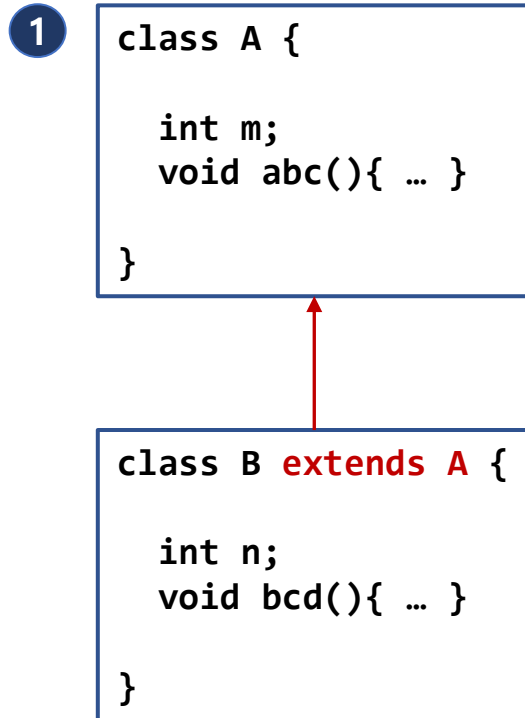 1
class A {
int m;
void abc(){ … }
}
class B extends A {
int n;
void bcd(){ … }
}